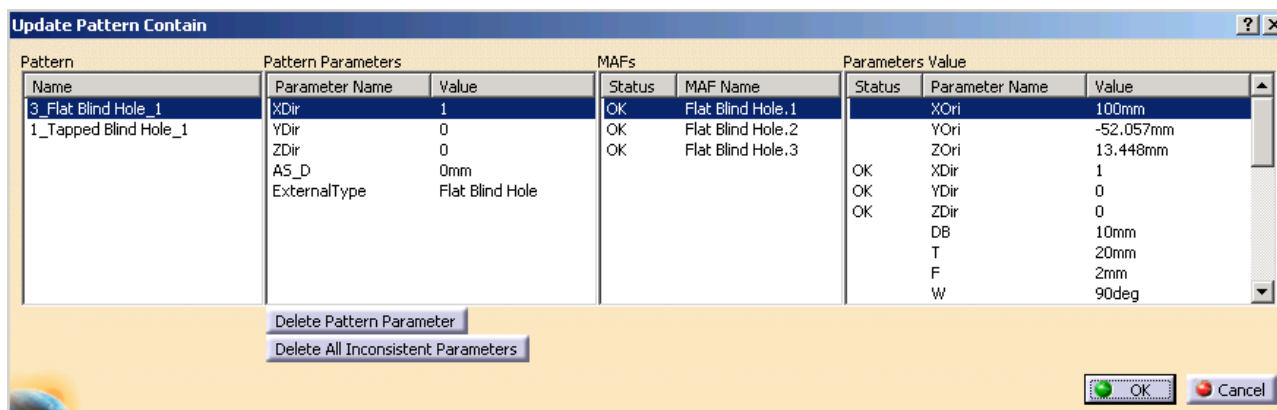 Update Pattern Contain
Pattern Pattern Parameters MAFs Parameters Value
Name Parameter Name Value Status MAF Name Status Parameter Name Value
3_Flat Blind Hole_1 XDir 1 OK Flat Blind Hole.1 XOri 100mm
1_Tapped Blind Hole_1 YDir 0 OK Flat Blind Hole.2 YOri -52.057mm
ZDir 0 OK Flat Blind Hole.3 ZOri 13.448mm
AS_D 0mm OK XDir 1
ExternalType Flat Blind Hole OK YDir 0
OK ZDir 0
DB 10mm
T 20mm
F 2mm
W 90deg
Delete Pattern Parameter
Delete All Inconsistent Parameters
OK Cancel